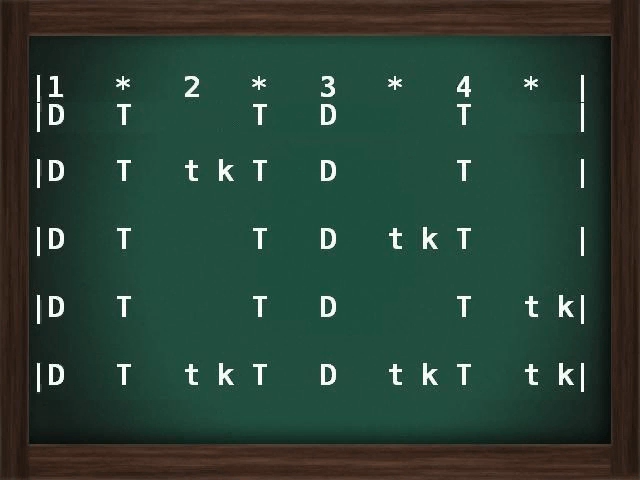 |1   *   2   *   3   *   4   *  |
|D   T       T   D       T      |
|D   T   t k T   D       T      |
|D   T       T   D   t k T      |
|D   T       T   D       T   t k|
|D   T   t k T   D   t k T   t k|